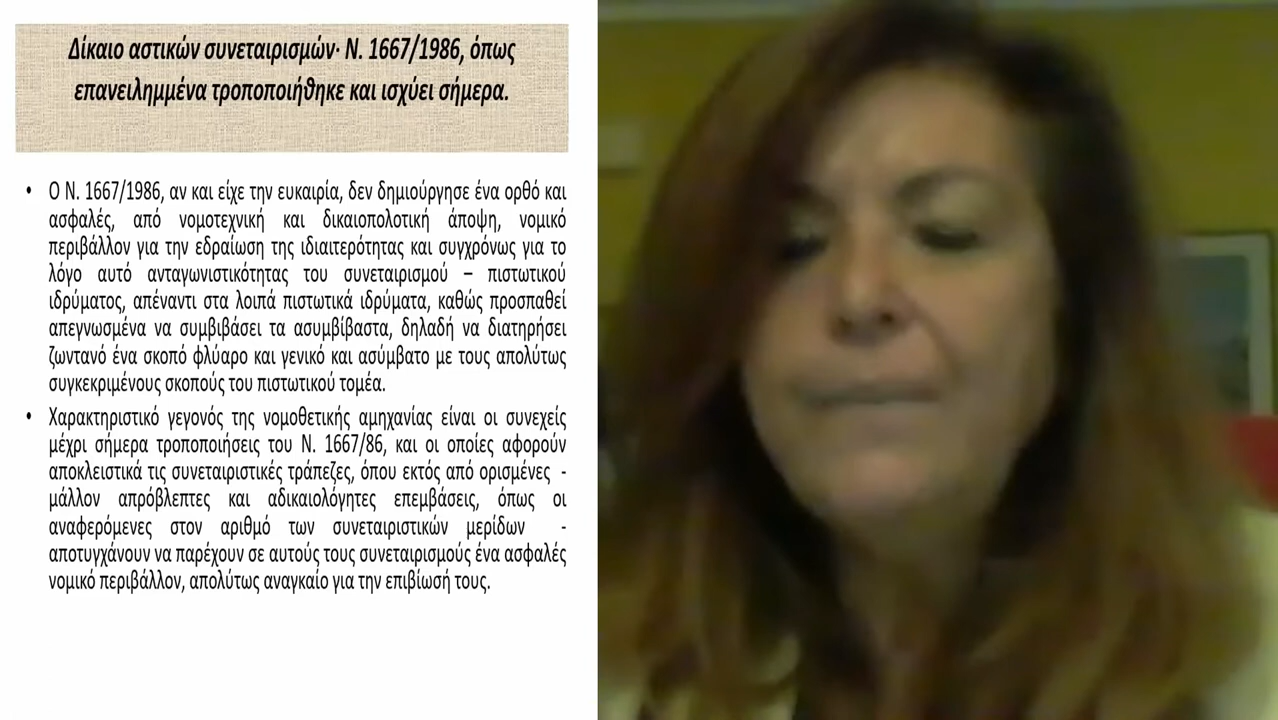 Δίκαιο αστικών συνεταιρισμών· Ν. 1667/1986, όπως
επανειλημμένα τροποποιήθηκε και ισχύει σήμερα.
• Ο Ν. 1667/1986, αν και είχε την ευκαιρία, δεν δημιούργησε ένα ορθό και
ασφαλές, από νομοτεχνική και δικαιοπολοτική άποψη, νομικό
περιβάλλον για την εδραίωση της ιδιαιτερότητας και συγχρόνως για το
λόγο αυτό ανταγωνιστικότητας του συνεταιρισμού – πιστωτικού
ιδρύματος, απέναντι στα λοιπά πιστωτικά ιδρύματα, καθώς προσπαθεί
απεγνωσμένα να συμβιβάσει τα ασυμβίβαστα, δηλαδή να διατηρήσει
ζωντανό ένα σκοπό φλύαρο και γενικό και ασύμβατο με τους απολύτως
συγκεκριμένους σκοπούς του πιστωτικού τομέα.
• Χαρακτηριστικό γεγονός της νομοθετικής αμηχανίας είναι οι συνεχείς
μέχρι σήμερα τροποποιήσεις του Ν. 1667/86, και οι οποίες αφορούν
αποκλειστικά τις συνεταιριστικές τράπεζες, όπου εκτός από ορισμένες -
μάλλον απρόβλεπτες και αδικαιολόγητες επεμβάσεις, όπως οι
αναφερόμενες στον αριθμό των συνεταιριστικών μερίδων -
αποτυγχάνουν να παρέχουν σε αυτούς τους συνεταιρισμούς ένα ασφαλές
νομικό περιβάλλον, απολύτως αναγκαίο για την επιβίωσή τους.